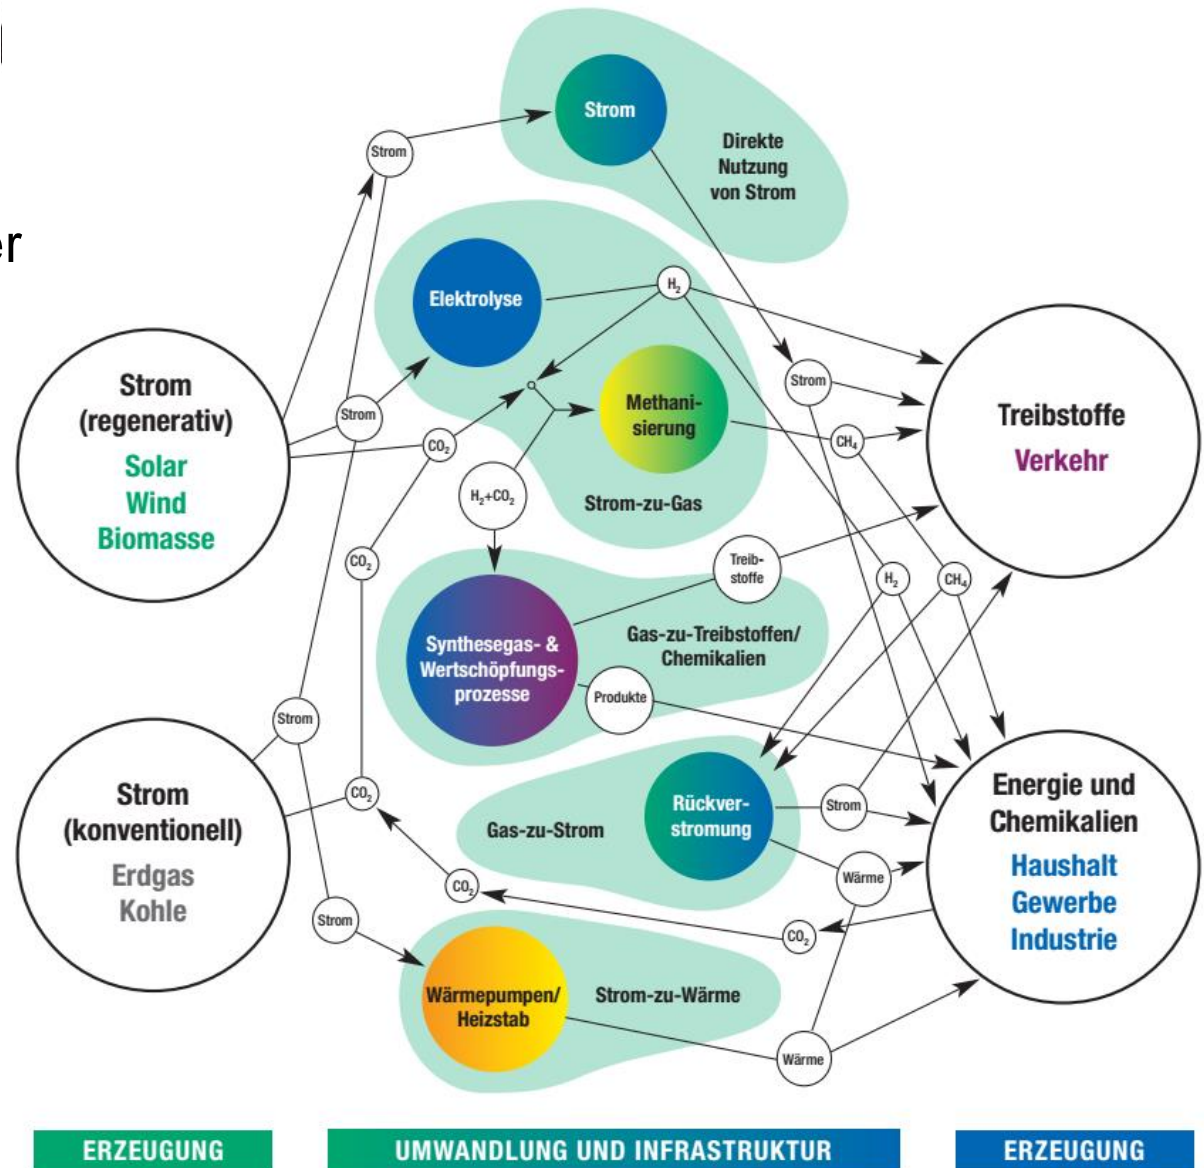 er
Strom
Strom
Direkte
Nutzung
von Strom
Elektrolyse
H₂
Strom
(regenerativ)
Solar
Wind
Biomasse
Strom
CO₂
Methani-
sierung
Strom
CH₄
Treibstoffe
Verkehr
H₂+CO₂
Strom-zu-Gas
CO₂
Treib-
stoffe
H₂
CH₄
Synthesegas- &
Wertschöpfungs-
prozesse
Gas-zu-Treibstoffen/
Chemikalien
Produkte
Strom
Strom
(konventionell)
Erdgas
Kohle
CO₂
Gas-zu-Strom
Rückver-
stromung
Strom
Energie und
Chemikalien
Haushalt
Gewerbe
Industrie
CO₂
Wärme
Strom
CO₂
Wärmepumpen/
Heizstab
Strom-zu-Wärme
Wärme
ERZEUGUNG
UMWANDLUNG UND INFRASTRUKTUR
ERZEUGUNG